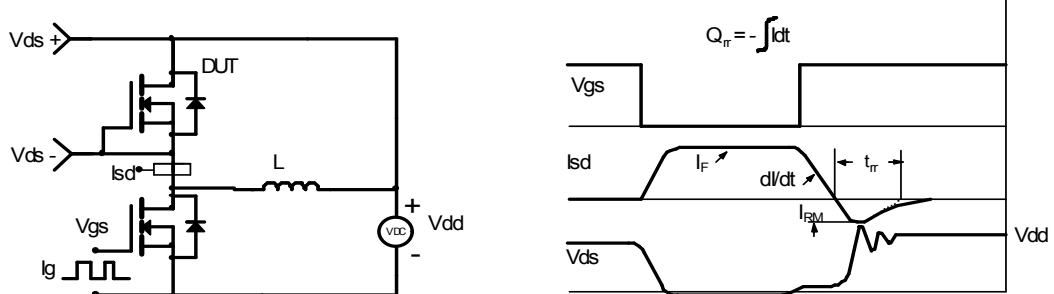 Vds +
DUT
Vds -
Isd
L
Vgs
Ig
+
VDC
-
Vdd
Qrr = - ∫Idt
Vgs
Isd
IF
dI/dt
trr
IRM
Vds
Vdd